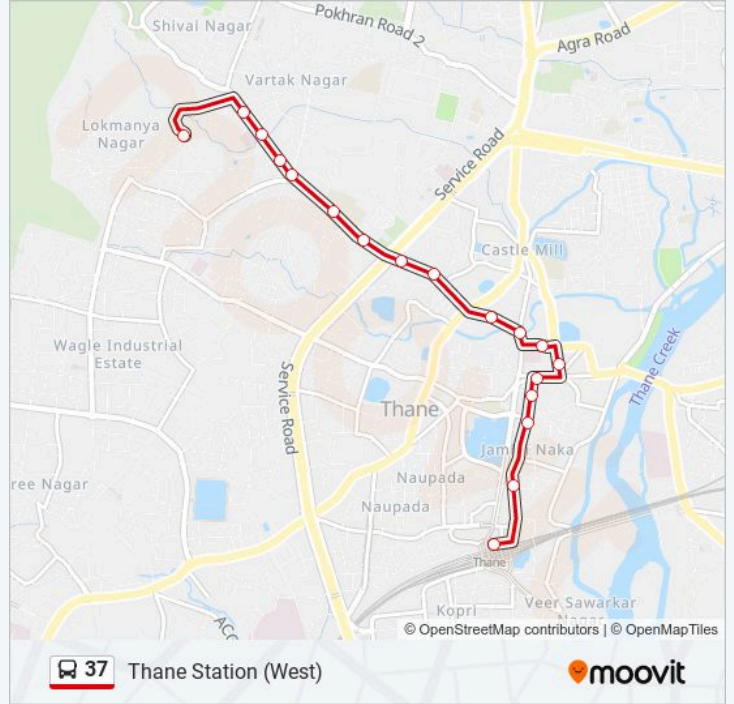 Shivai Nagar
Pokhran Road 2
Agra Road
Vartak Nagar
Lokmanya
Nagar
Service Road
Castle Mill
Wagle Industrial
Estate
Service Road
Thane Creek
Thane
Naka
Naupada
ree Nagar
Naupada
Thane
Kopri
Veer Sawarkar
Nagar
© OpenStreetMap contributors | © OpenMapTiles
37 Thane Station (West)
moovit